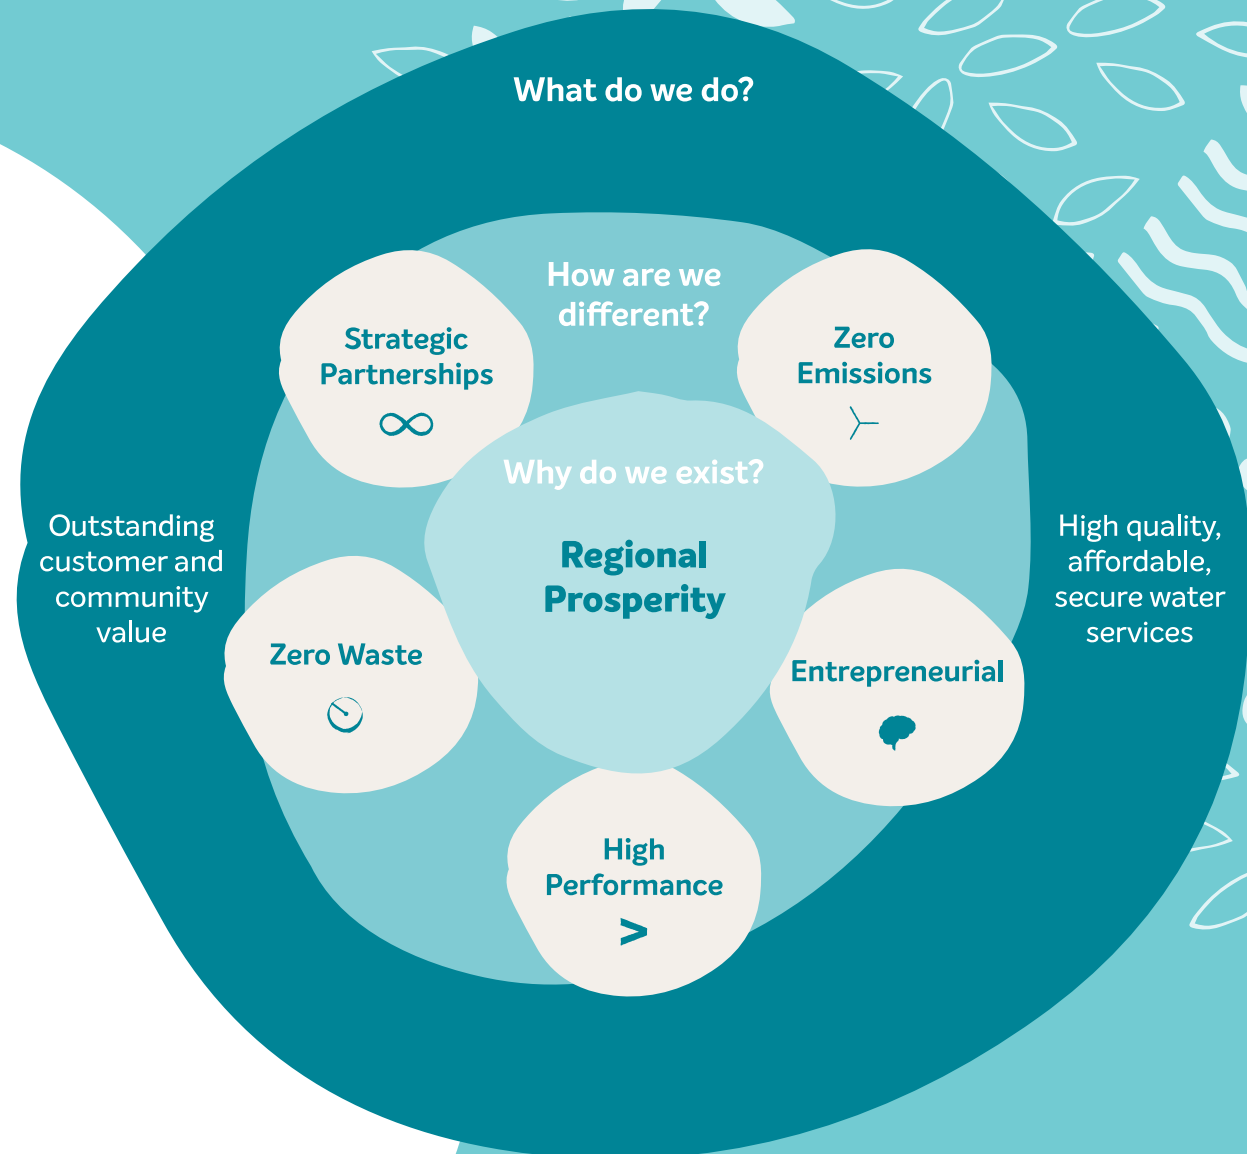 What do we do?
How are we
different?
Strategic
Partnerships
Zero
Emissions
Why do we exist?
Regional
Prosperity
Outstanding
customer and
community
value
High quality,
affordable,
secure water
services
Zero Waste
Entrepreneurial
High
Performance
>